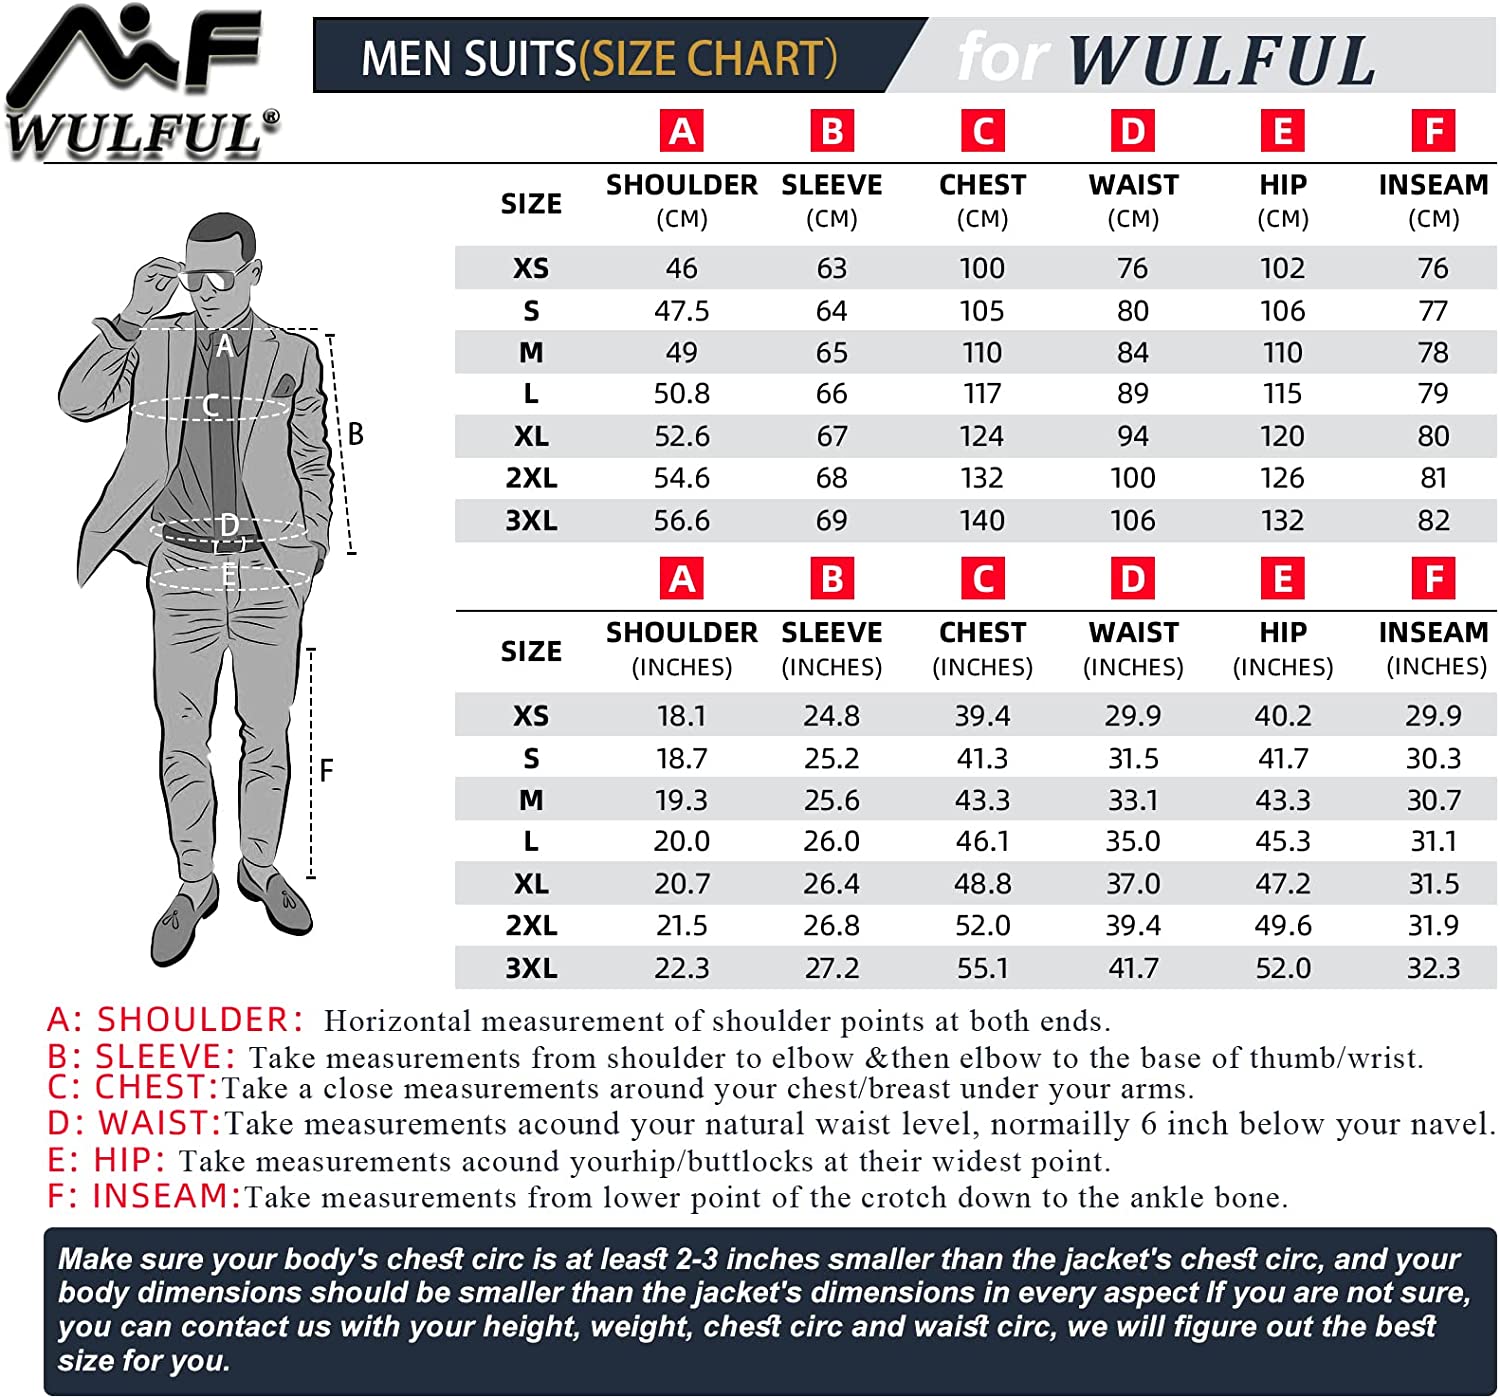 MF
WULFUL®
MEN SUITS(SIZE CHART)
for WULFUL
A B C D E F
SIZE SHOULDER SLEEVE CHEST WAIST HIP INSEAM
(CM) (CM) (CM) (CM) (CM) (CM)
XS 46 63 100 76 102 76
S 47.5 64 105 80 106 77
M 49 65 110 84 110 78
L 50.8 66 117 89 115 79
XL 52.6 67 124 94 120 80
2XL 54.6 68 132 100 126 81
3XL 56.6 69 140 106 132 82
A B C D E F
SIZE SHOULDER SLEEVE CHEST WAIST HIP INSEAM
(INCHES) (INCHES) (INCHES) (INCHES) (INCHES) (INCHES)
XS 18.1 24.8 39.4 29.9 40.2 29.9
S 18.7 25.2 41.3 31.5 41.7 30.3
M 19.3 25.6 43.3 33.1 43.3 30.7
L 20.0 26.0 46.1 35.0 45.3 31.1
XL 20.7 26.4 48.8 37.0 47.2 31.5
2XL 21.5 26.8 52.0 39.4 49.6 31.9
3XL 22.3 27.2 55.1 41.7 52.0 32.3
A
C
B
D
E
F
A: SHOULDER: Horizontal measurement of shoulder points at both ends.
B: SLEEVE: Take measurements from shoulder to elbow &then elbow to the base of thumb/wrist.
C: CHEST:Take a close measurements around your chest/breast under your arms.
D: WAIST:Take measurements acound your natural waist level, normailly 6 inch below your navel.
E: HIP: Take measurements acound yourhip/buttlocks at their widest point.
F: INSEAM:Take measurements from lower point of the crotch down to the ankle bone.
Make sure your body's chest circ is at least 2-3 inches smaller than the jacket's chest circ, and your
body dimensions should be smaller than the jacket's dimensions in every aspect If you are not sure,
you can contact us with your height, weight, chest circ and waist circ, we will figure out the best
size for you.